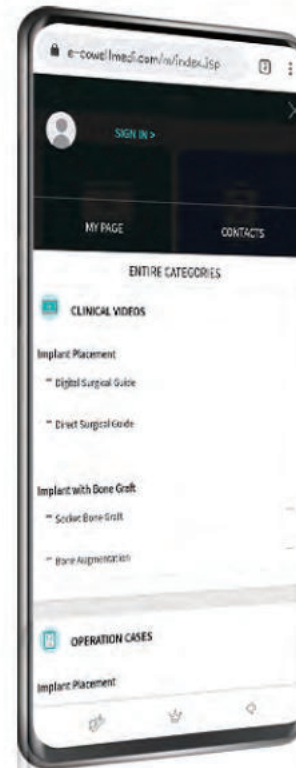 e-cowellmedi.com/m/index.jsp
SIGN IN >
MY PAGE
CONTACTS
ENTIRE CATEGORIES
CLINICAL VIDEOS
Implant Placement
Digital Surgical Guide
Direct Surgical Guide
Implant with Bone Graft
Socket Bone Graft
Bone Augmentation
OPERATION CASES
Implant Placement